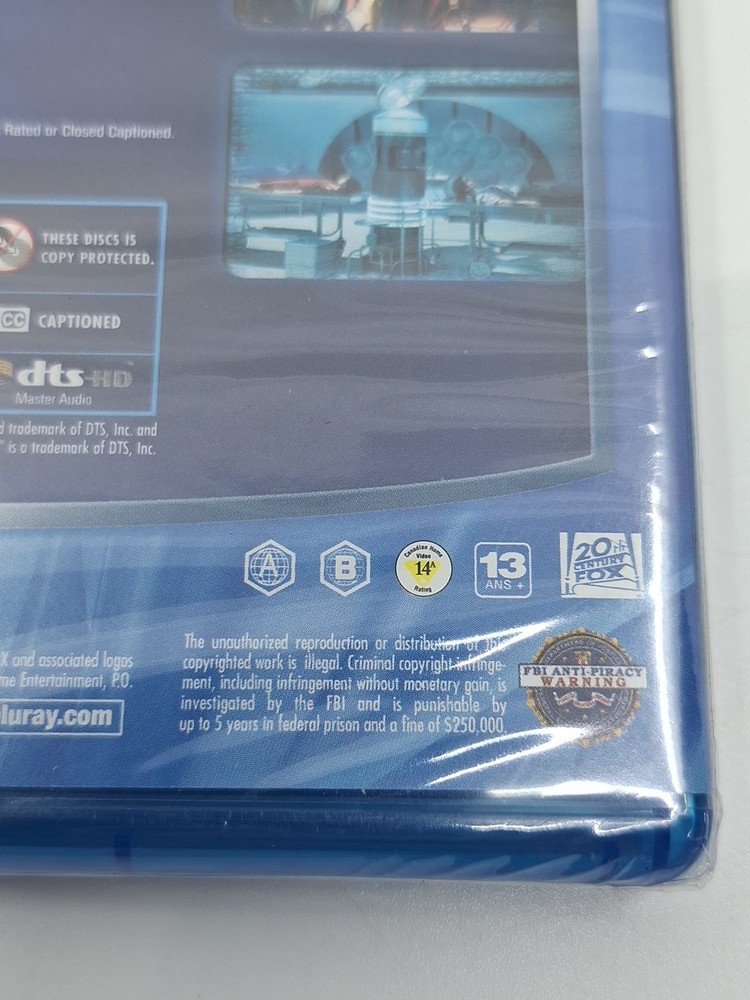 Rated or Closed Captioned.
THESE DISCS IS
COPY PROTECTED.
CC CAPTIONED
dts-HD
Master Audio
d trademark of DTS, Inc. and
" is a trademark of DTS, Inc.
A
B
Canadian Home
Video
14A
Rating
13
ANS +
20TH
CENTURY
FOX
X and associated logos
me Entertainment, P.O.
luray.com
The unauthorized reproduction or distribution of this
copyrighted work is illegal. Criminal copyright infringe-
ment, including infringement without monetary gain, is
investigated by the FBI and is punishable by
up to 5 years in federal prison and a fine of $250,000.
FBI ANTI-PIRACY
WARNING